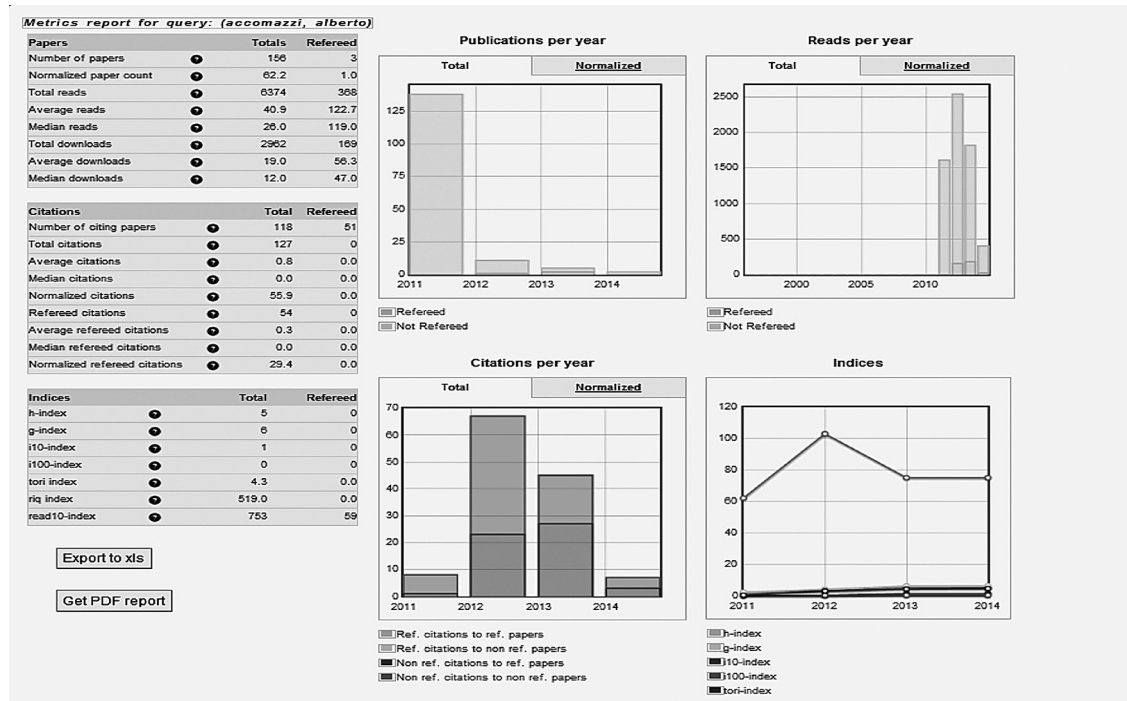 Metrics report for query: (accomazzi, alberto)
Papers Totals Refereed
Number of papers ? 156 3
Normalized paper count ? 62.2 1.0
Total reads ? 6374 368
Average reads ? 40.9 122.7
Median reads ? 26.0 119.0
Total downloads ? 2962 169
Average downloads ? 19.0 56.3
Median downloads ? 12.0 47.0
Citations Total Refereed
Number of citing papers ? 118 51
Total citations ? 127 0
Average citations ? 0.8 0.0
Median citations ? 0.0 0.0
Normalized citations ? 55.9 0.0
Refereed citations ? 54 0
Average refereed citations ? 0.3 0.0
Median refereed citations ? 0.0 0.0
Normalized refereed citations ? 29.4 0.0
Indices Total Refereed
h-index ? 5 0
g-index ? 6 0
i10-index ? 1 0
i100-index ? 0 0
tori index ? 4.3 0.0
riq index ? 519.0 0.0
read10-index ? 753 59
Export to xls
Get PDF report
Publications per year
Total Normalized
125
100
75
50
25
0
2011 2012 2013 2014
Refereed
Not Refereed
Reads per year
Total Normalized
2500
2000
1500
1000
500
0
2000 2005 2010
Refereed
Not Refereed
Citations per year
Total Normalized
70
60
50
40
30
20
10
0
2011 2012 2013 2014
Ref. citations to ref. papers
Ref. citations to non ref. papers
Non ref. citations to ref. papers
Non ref. citations to non ref. papers
Indices
120
100
80
60
40
20
0
2011 2012 2013 2014
h-index
g-index
i10-index
i100-index
tori-index